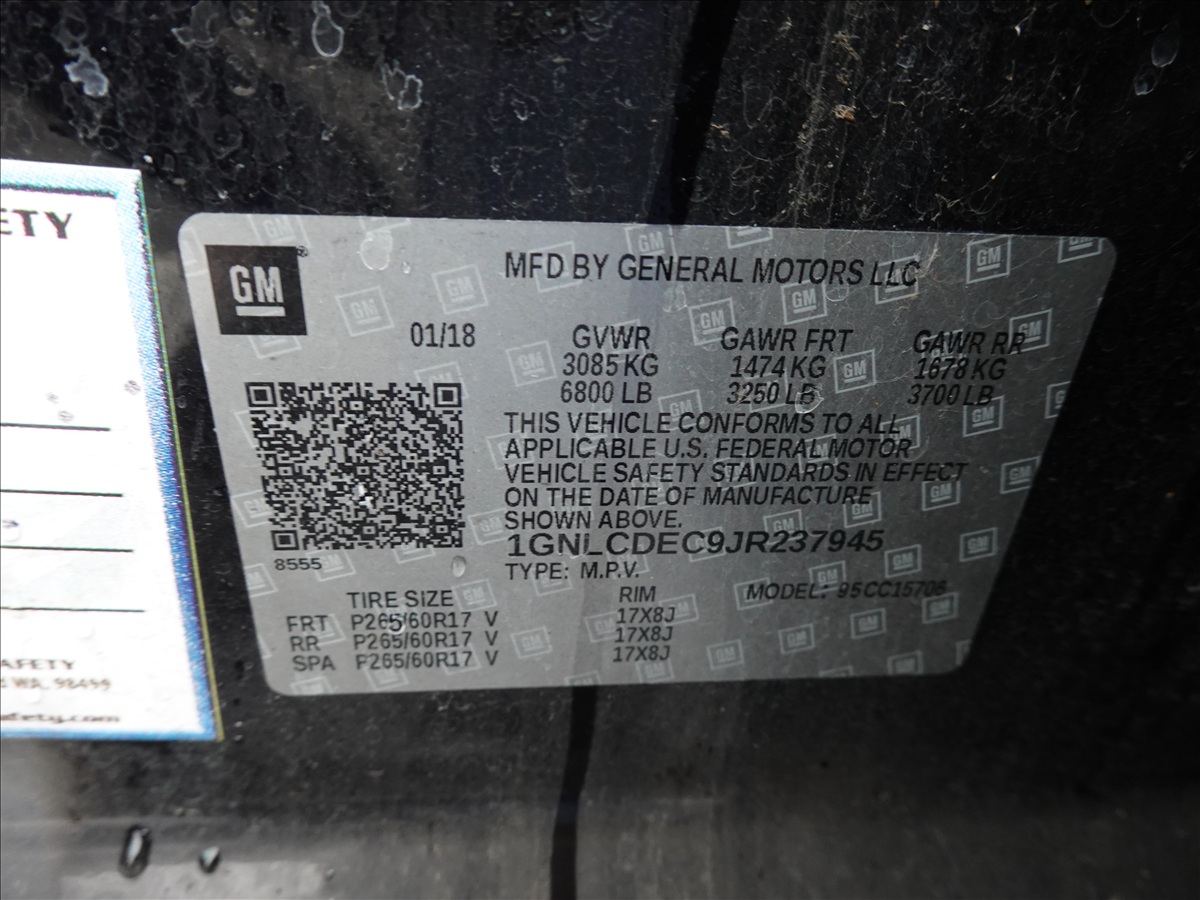 ETY
GM
MFD BY GENERAL MOTORS LLC
01/18 GVWR GAWR FRT GAWR RR
3085 KG 1474 KG 1678 KG
6800 LB 3250 LB 3700 LB
THIS VEHICLE CONFORMS TO ALL
APPLICABLE U.S. FEDERAL MOTOR
VEHICLE SAFETY STANDARDS IN EFFECT
ON THE DATE OF MANUFACTURE
SHOWN ABOVE.
1GNLCDEC9JR237945
8555
TYPE: M.P.V.
MODEL: 95CC15706
TIRE SIZE RIM
FRT P265/60R17 V 17X8J
RR P265/60R17 V 17X8J
SPA P265/60R17 V 17X8J
AFETY
WA, 98499
afety.com